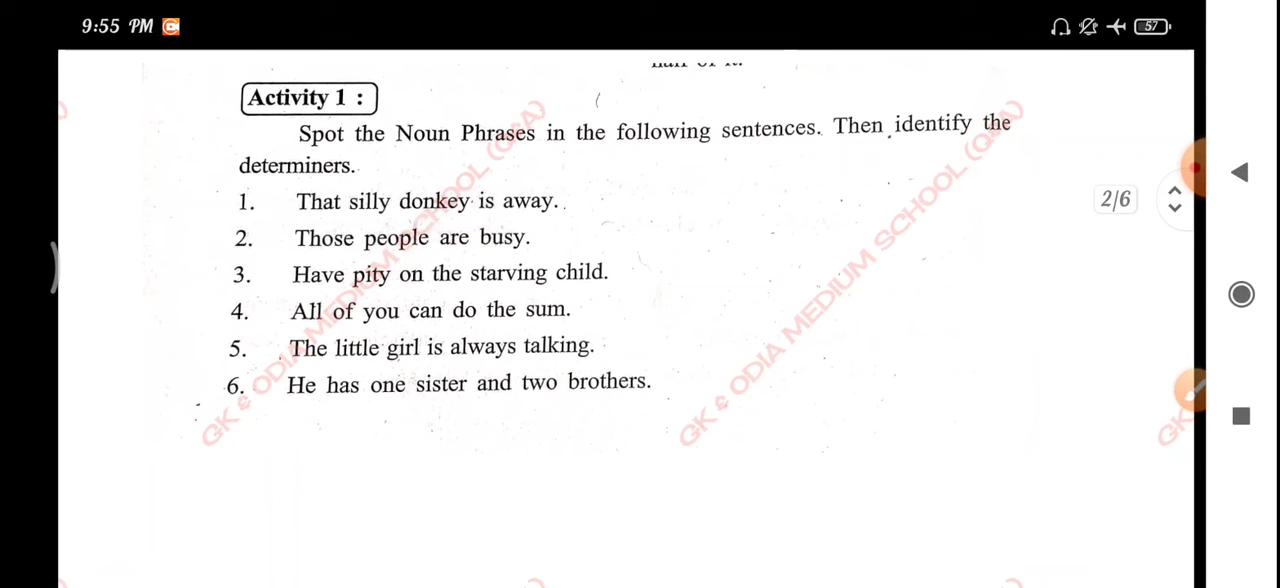 9:55 PM
57
Activity 1 :
Spot the Noun Phrases in the following sentences. Then identify the
determiners.
1. That silly donkey is away.
2. Those people are busy.
3. Have pity on the starving child.
4. All of you can do the sum.
5. The little girl is always talking.
6. He has one sister and two brothers.
2/6
GK & ODIA MEDIUM SCHOOL (Q&A)
GK & ODIA MEDIUM SCHOOL (Q&A)
GK